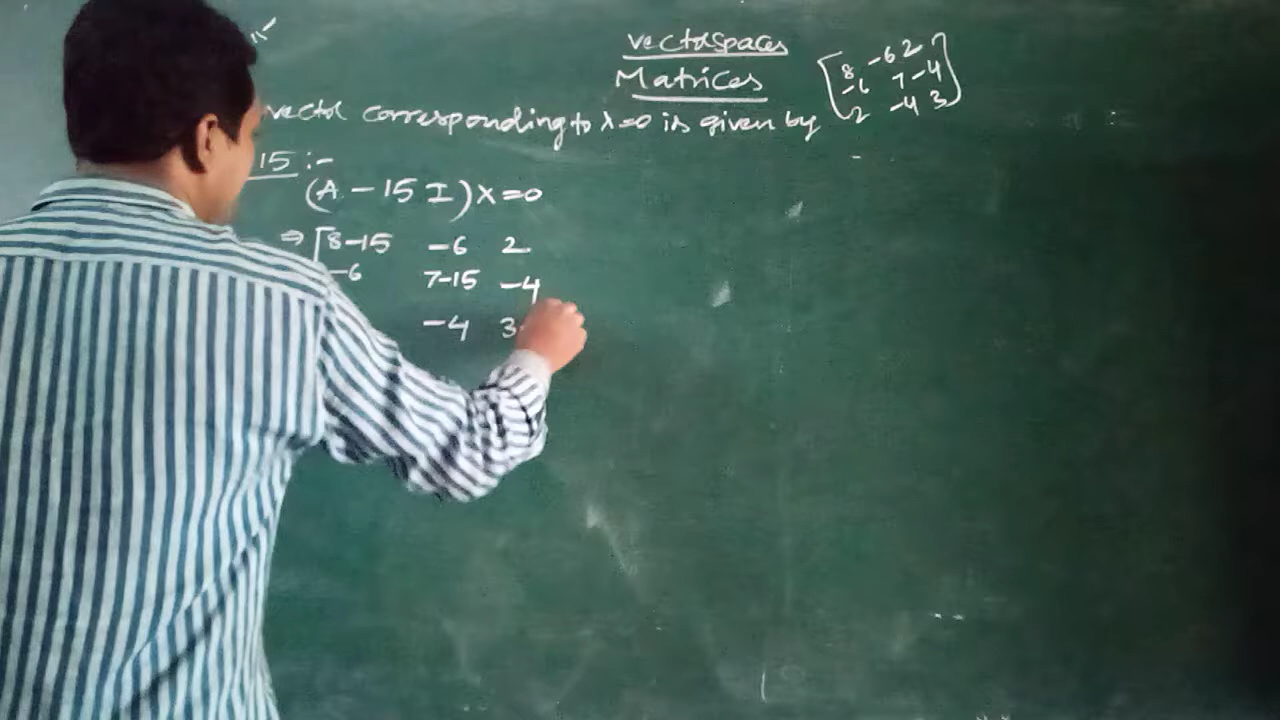 vectorspaces
Matrices
8 -6 2
-6 7 -4
2 -4 3
vector corresponding to λ=0 is given by
15 :-
(A - 15 I) X = 0
⇒ [8-15 -6 2
-6 7-15 -4
-4 3